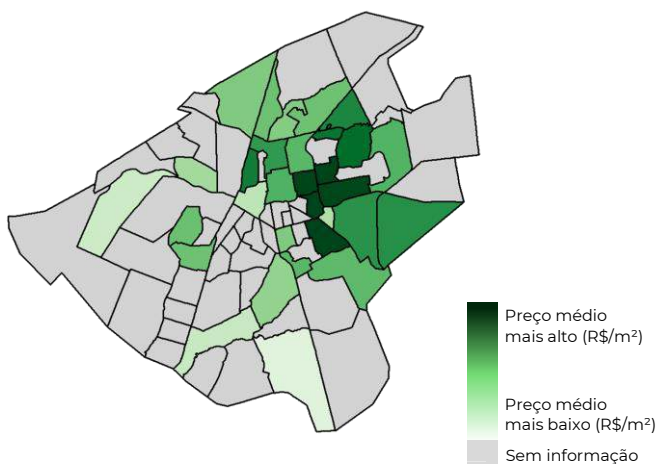 Preço médio
mais alto (R$/m²)
Preço médio
mais baixo (R$/m²)
Sem informação